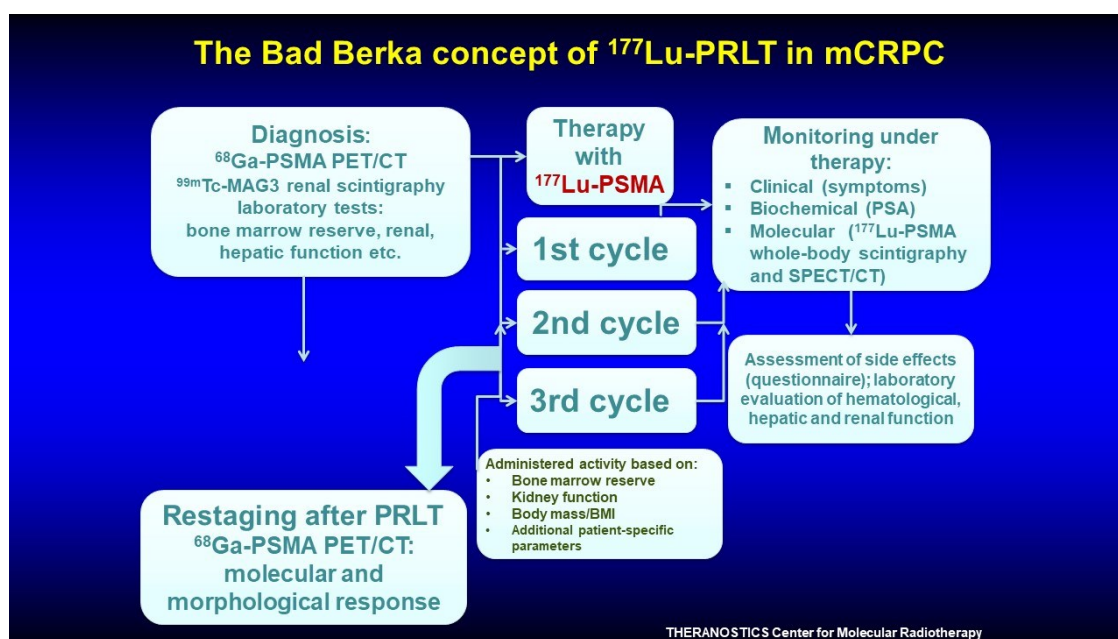 The Bad Berka concept of ¹⁷⁷Lu-PRLT in mCRPC
Diagnosis:
⁶⁸Ga-PSMA PET/CT
⁹⁹ᵐTc-MAG3 renal scintigraphy
laboratory tests:
bone marrow reserve, renal,
hepatic function etc.
Therapy
with
¹⁷⁷Lu-PSMA
1st cycle
2nd cycle
3rd cycle
Monitoring under
therapy:
▪ Clinical (symptoms)
▪ Biochemical (PSA)
▪ Molecular (¹⁷⁷Lu-PSMA
whole-body scintigraphy
and SPECT/CT)
Assessment of side effects
(questionnaire); laboratory
evaluation of hematological,
hepatic and renal function
Administered activity based on:
• Bone marrow reserve
• Kidney function
• Body mass/BMI
• Additional patient-specific
parameters
Restaging after PRLT
⁶⁸Ga-PSMA PET/CT:
molecular and
morphological response
THERANOSTICS Center for Molecular Radiotherapy